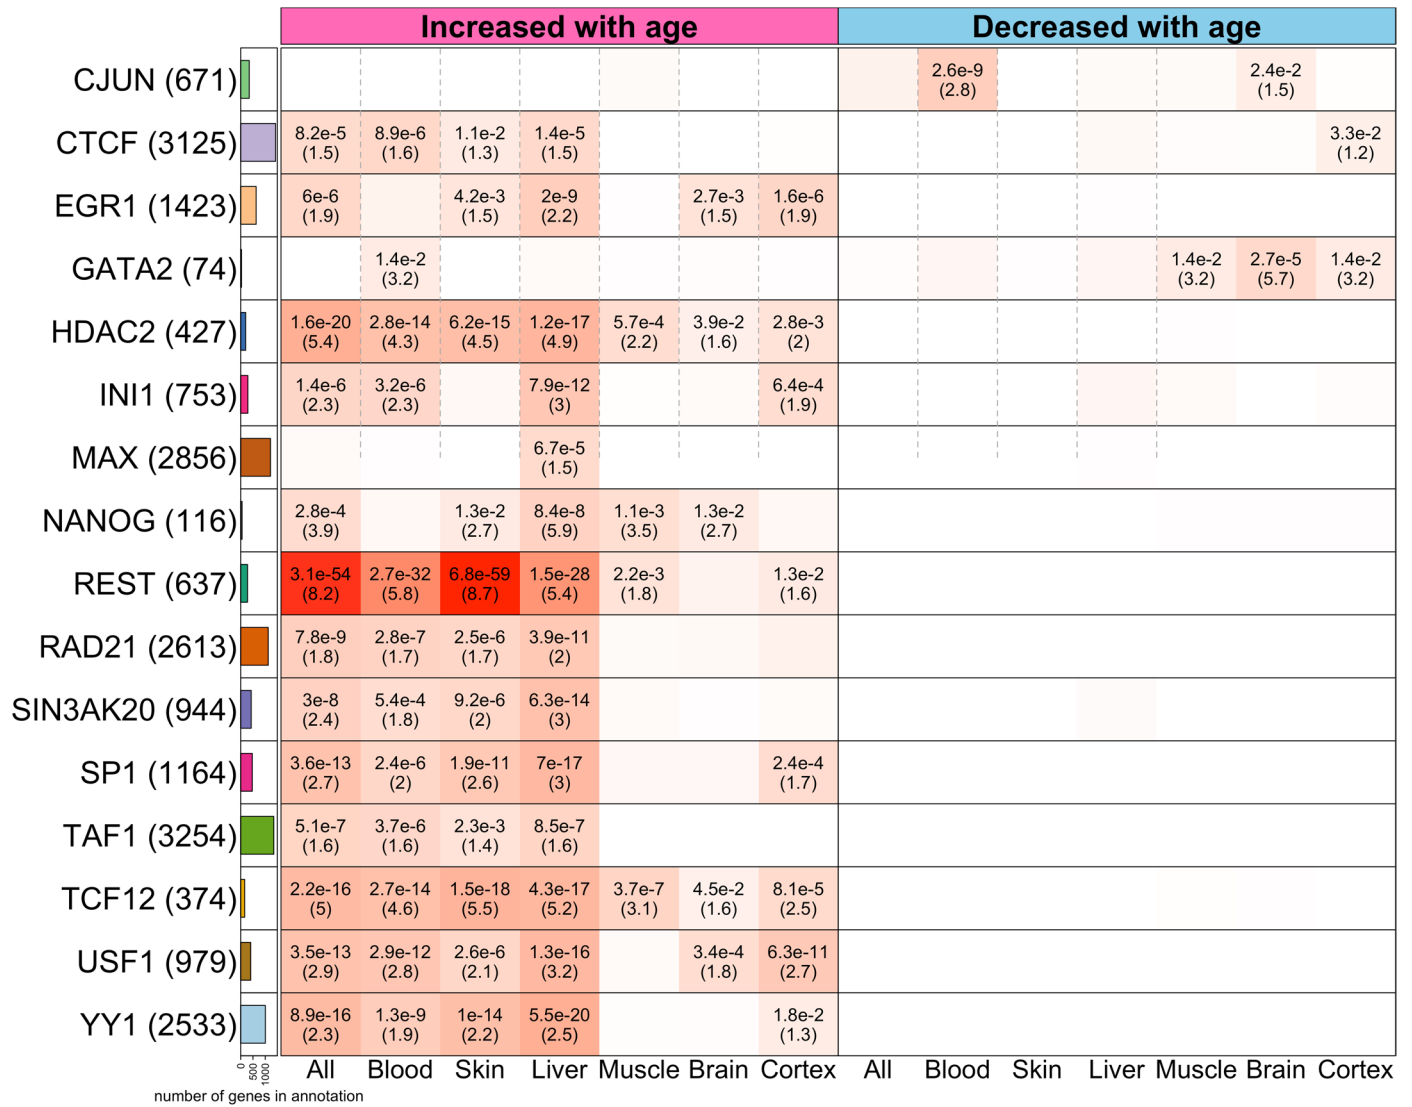 Increased with age Decreased with age
CJUN (671) 2.6e-9 2.4e-2
(2.8) (1.5)
CTCF (3125) 8.2e-5 8.9e-6 1.1e-2 1.4e-5 3.3e-2
(1.5) (1.6) (1.3) (1.5) (1.2)
EGR1 (1423) 6e-6 4.2e-3 2e-9 2.7e-3 1.6e-6
(1.9) (1.5) (2.2) (1.5) (1.9)
GATA2 (74) 1.4e-2 1.4e-2 2.7e-5 1.4e-2
(3.2) (3.2) (5.7) (3.2)
HDAC2 (427) 1.6e-20 2.8e-14 6.2e-15 1.2e-17 5.7e-4 3.9e-2 2.8e-3
(5.4) (4.3) (4.5) (4.9) (2.2) (1.6) (2)
INI1 (753) 1.4e-6 3.2e-6 7.9e-12 6.4e-4
(2.3) (2.3) (3) (1.9)
MAX (2856) 6.7e-5
(1.5)
NANOG (116) 2.8e-4 1.3e-2 8.4e-8 1.1e-3 1.3e-2
(3.9) (2.7) (5.9) (3.5) (2.7)
REST (637) 3.1e-54 2.7e-32 6.8e-59 1.5e-28 2.2e-3 1.3e-2
(8.2) (5.8) (8.7) (5.4) (1.8) (1.6)
RAD21 (2613) 7.8e-9 2.8e-7 2.5e-6 3.9e-11
(1.8) (1.7) (1.7) (2)
SIN3AK20 (944) 3e-8 5.4e-4 9.2e-6 6.3e-14
(2.4) (1.8) (2) (3)
SP1 (1164) 3.6e-13 2.4e-6 1.9e-11 7e-17 2.4e-4
(2.7) (2) (2.6) (3) (1.7)
TAF1 (3254) 5.1e-7 3.7e-6 2.3e-3 8.5e-7
(1.6) (1.6) (1.4) (1.6)
TCF12 (374) 2.2e-16 2.7e-14 1.5e-18 4.3e-17 3.7e-7 4.5e-2 8.1e-5
(5) (4.6) (5.5) (5.2) (3.1) (1.6) (2.5)
USF1 (979) 3.5e-13 2.9e-12 2.6e-6 1.3e-16 3.4e-4 6.3e-11
(2.9) (2.8) (2.1) (3.2) (1.8) (2.7)
YY1 (2533) 8.9e-16 1.3e-9 1e-14 5.5e-20 1.8e-2
(2.3) (1.9) (2.2) (2.5) (1.3)
0 500 1000 All Blood Skin Liver Muscle Brain Cortex All Blood Skin Liver Muscle Brain Cortex
number of genes in annotation